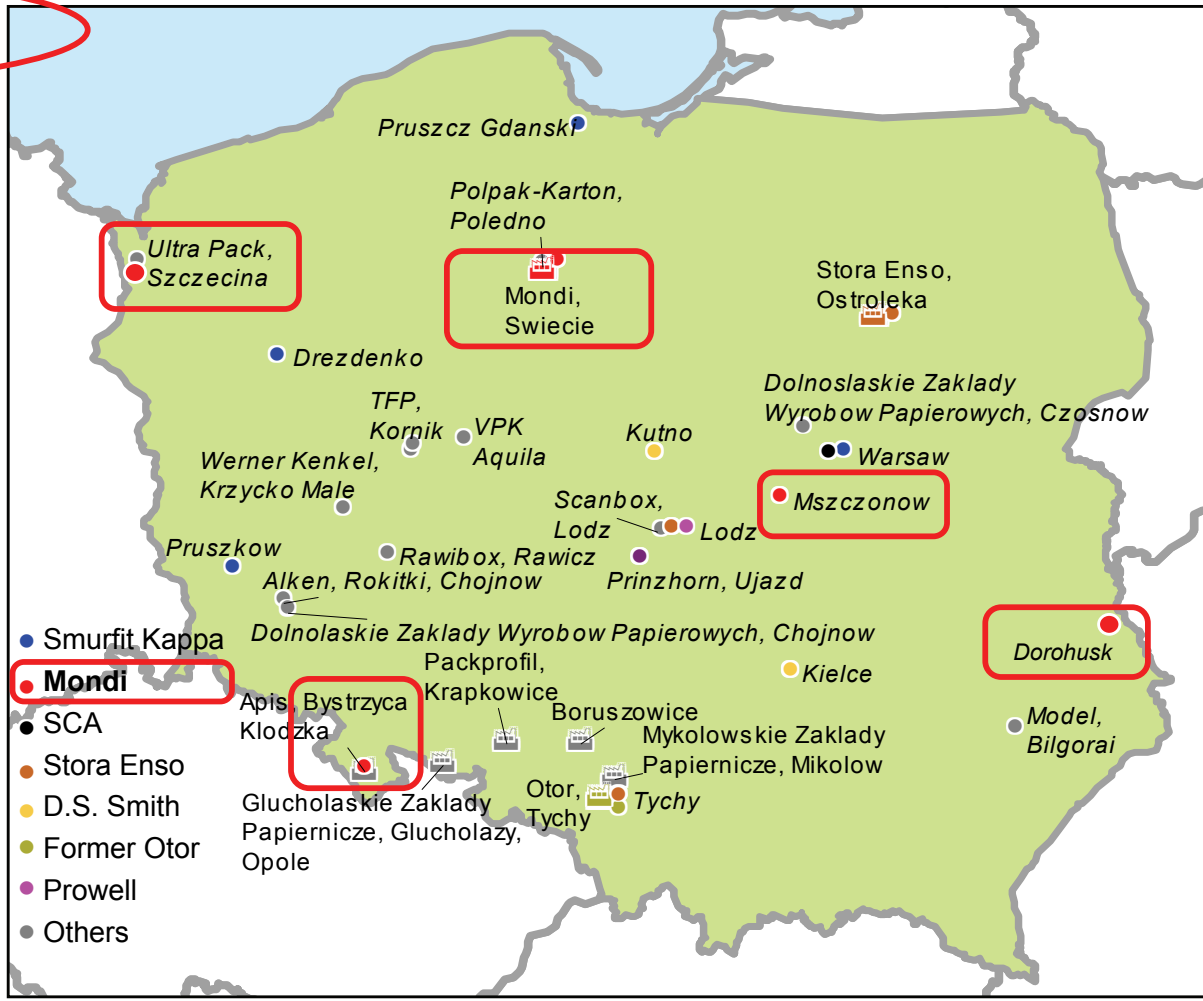 Pruszcz Gdanski
Polpak-Karton,
Poledno
Ultra Pack,
Szczecina
Mondi,
Swiecie
Stora Enso,
Ostroleka
Drezdenko
Dolnoslaskie Zaklady
Wyrobow Papierowych, Czosnow
TFP,
Kornik
VPK
Aquila
Kutno
Warsaw
Werner Kenkel,
Krzycko Male
Mszczonow
Scanbox,
Lodz
Lodz
Pruszkow
Rawibox, Rawicz
Prinzhorn, Ujazd
Alken, Rokitki, Chojnow
Dolnolaskie Zaklady Wyrobow Papierowych, Chojnow
Dorohusk
Packprofil,
Krapkowice
Kielce
Apis, Bystrzyca
Klodzka
Boruszowice
Model,
Bilgorai
Mykolowskie Zaklady
Papiernicze, Mikolow
Otor,
Tychy
Tychy
Glucholaskie Zaklady
Papiernicze, Glucholazy,
Opole
Smurfit Kappa
Mondi
SCA
Stora Enso
D.S. Smith
Former Otor
Prowell
Others